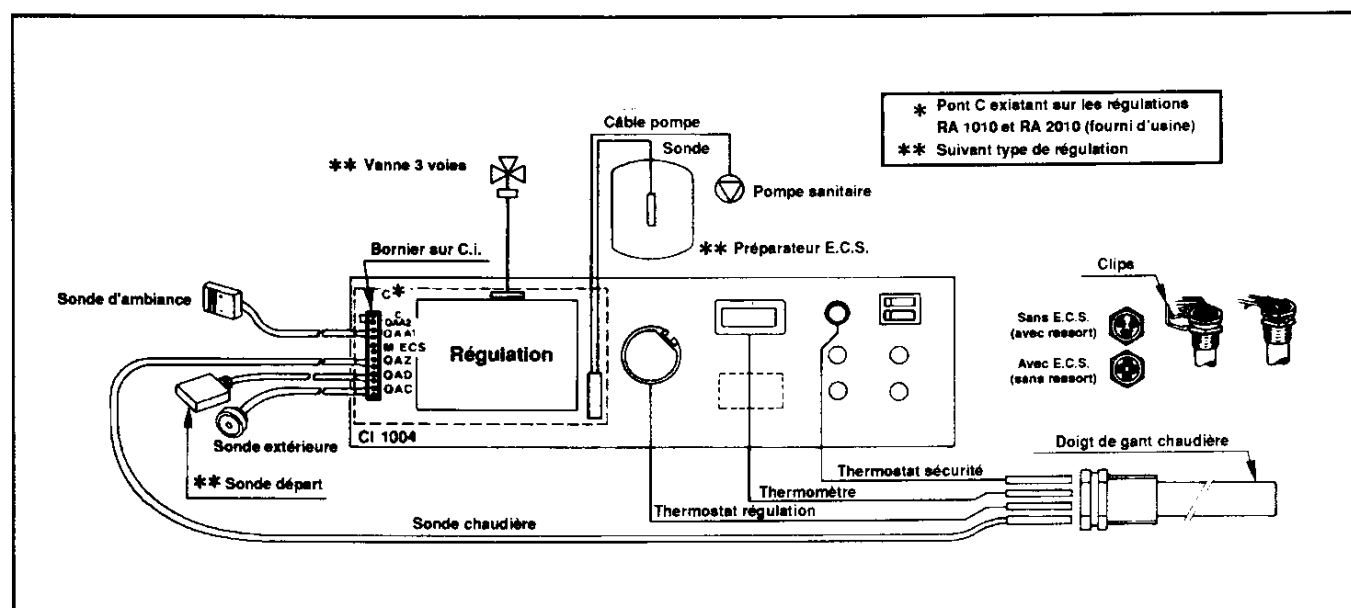 * Pont C existant sur les régulations
RA 1010 et RA 2010 (fourni d'usine)
** Suivant type de régulation
Câble pompe
Sonde
** Vanne 3 voies
Pompe sanitaire
** Préparateur E.C.S.
Bornier sur C.i.
Clips
Sonde d'ambiance
C *
C
QAA2
QAA1
M ECS
QAZ
QAD
QAC
Régulation
Sans E.C.S.
(avec ressort)
Avec E.C.S.
(sans ressort)
CI 1004
Sonde extérieure
** Sonde départ
Doigt de gant chaudière
Thermostat sécurité
Thermomètre
Thermostat régulation
Sonde chaudière